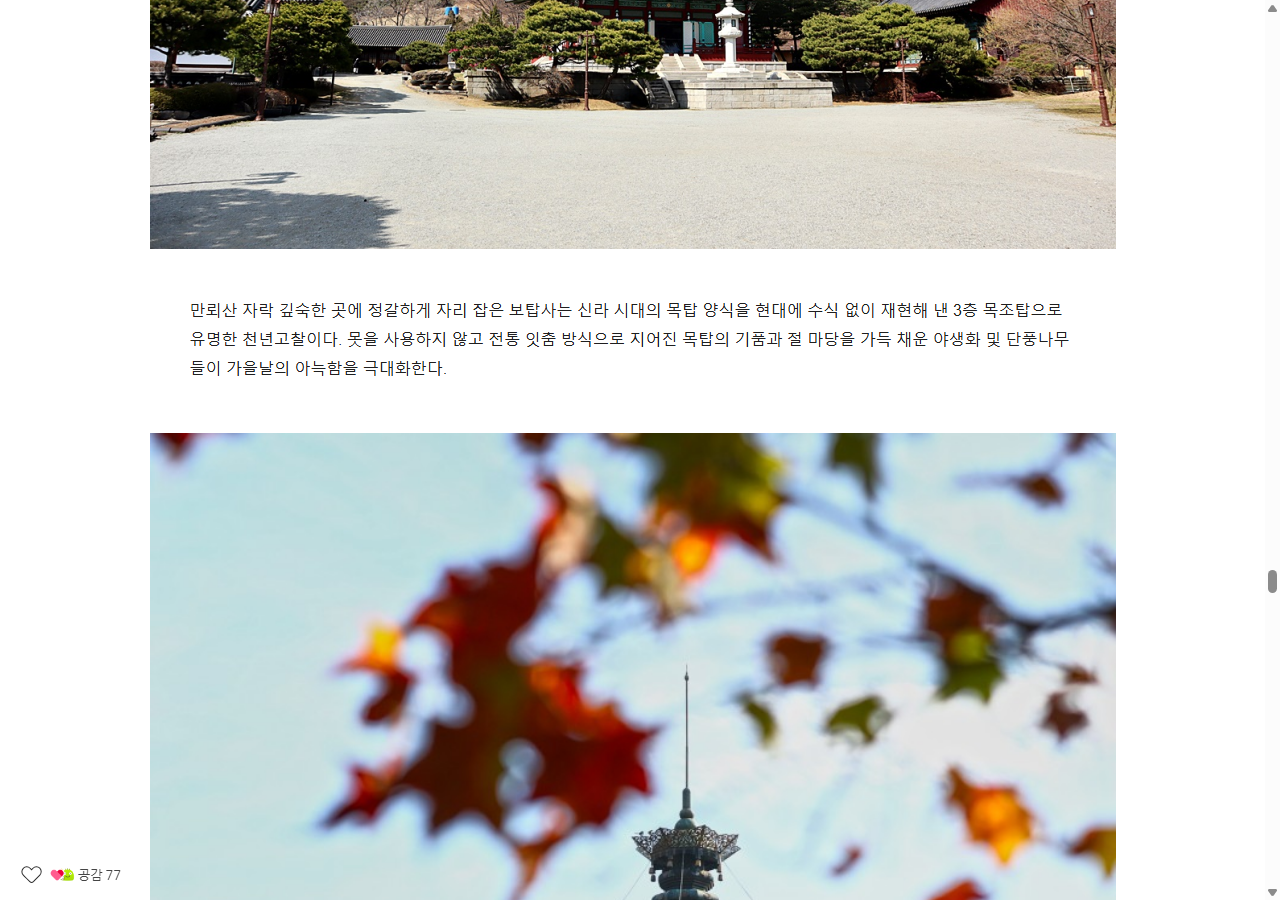 만뢰산 자락 깊숙한 곳에 정갈하게 자리 잡은 보탑사는 신라 시대의 목탑 양식을 현대에 수식 없이 재현해 낸 3층 목조탑으로
유명한 천년고찰이다. 못을 사용하지 않고 전통 잇춤 방식으로 지어진 목탑의 기품과 절 마당을 가득 채운 야생화 및 단풍나무
들이 가을날의 아늑함을 극대화한다.
공감 77